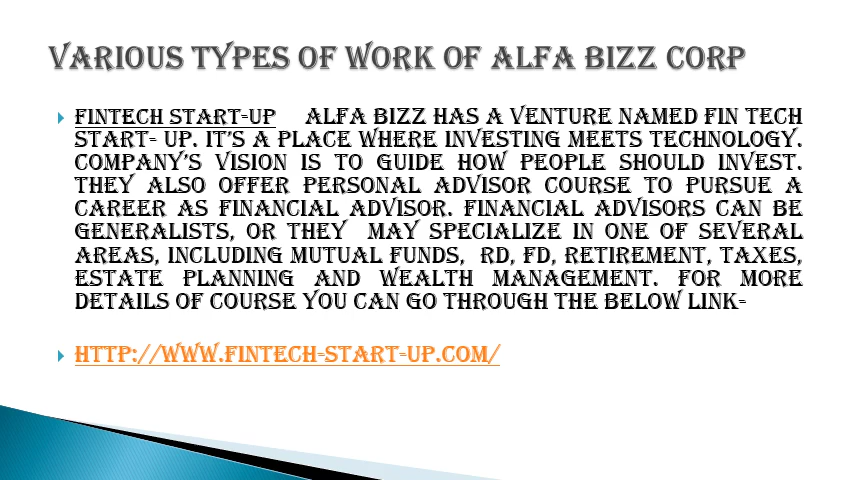 VARIOUS TYPES OF WORK OF ALFA BIZZ CORP
FINTECH START-UP ALFA BIZZ HAS A VENTURE NAMED FIN TECH
START- UP. IT'S A PLACE WHERE INVESTING MEETS TECHNOLOGY.
COMPANY'S VISION IS TO GUIDE HOW PEOPLE SHOULD INVEST.
THEY ALSO OFFER PERSONAL ADVISOR COURSE TO PURSUE A
CAREER AS FINANCIAL ADVISOR. FINANCIAL ADVISORS CAN BE
GENERALISTS, OR THEY MAY SPECIALIZE IN ONE OF SEVERAL
AREAS, INCLUDING MUTUAL FUNDS, RD, FD, RETIREMENT, TAXES,
ESTATE PLANNING AND WEALTH MANAGEMENT. FOR MORE
DETAILS OF COURSE YOU CAN GO THROUGH THE BELOW LINK-
HTTP://WWW.FINTECH-START-UP.COM/